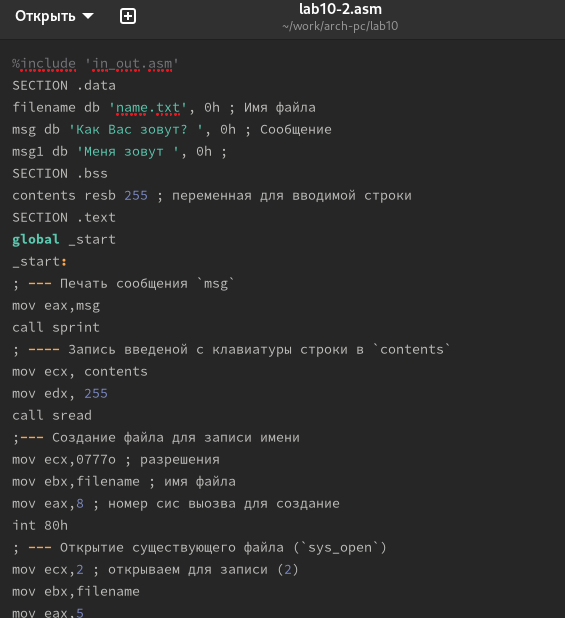 Открыть
lab10-2.asm
~/work/arch-pc/lab10
%include 'in_out.asm'
SECTION .data
filename db 'name.txt', 0h ; Имя файла
msg db 'Как Вас зовут? ', 0h ; Сообщение
msg1 db 'Меня зовут ', 0h ;
SECTION .bss
contents resb 255 ; переменная для вводимой строки
SECTION .text
global _start
_start:
; --- Печать сообщения `msg`
mov eax,msg
call sprint
; ---- Запись введеной с клавиатуры строки в `contents`
mov ecx, contents
mov edx, 255
call sread
;--- Создание файла для записи имени
mov ecx,0777o ; разрешения
mov ebx,filename ; имя файла
mov eax,8 ; номер сис выозва для создание
int 80h
; --- Открытие существующего файла (`sys_open`)
mov ecx,2 ; открываем для записи (2)
mov ebx,filename
mov eax,5